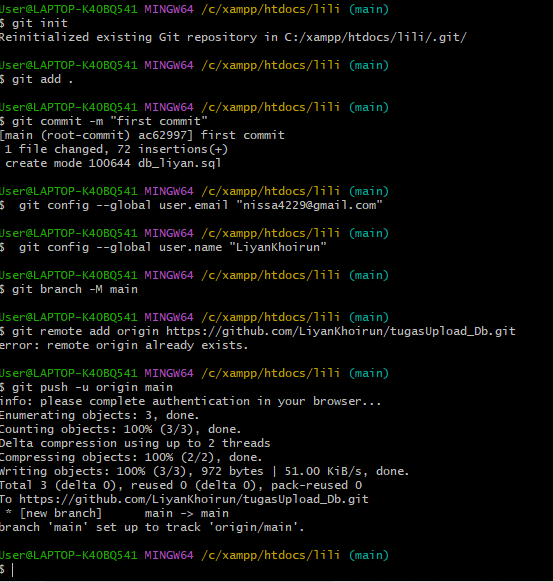 User@LAPTOP-K40BQ541 MINGW64 /c/xampp/htdocs/lili (main)
$ git init
Reinitialized existing Git repository in C:/xampp/htdocs/lili/.git/
User@LAPTOP-K40BQ541 MINGW64 /c/xampp/htdocs/lili (main)
$ git add .
User@LAPTOP-K40BQ541 MINGW64 /c/xampp/htdocs/lili (main)
$ git commit -m "first commit"
[main (root-commit) ac62997] first commit
 1 file changed, 72 insertions(+)
 create mode 100644 db_liyan.sql
User@LAPTOP-K40BQ541 MINGW64 /c/xampp/htdocs/lili (main)
$  git config --global user.email "nissa4229@gmail.com"
User@LAPTOP-K40BQ541 MINGW64 /c/xampp/htdocs/lili (main)
$  git config --global user.name "LiyanKhoirun"
User@LAPTOP-K40BQ541 MINGW64 /c/xampp/htdocs/lili (main)
$ git branch -M main
User@LAPTOP-K40BQ541 MINGW64 /c/xampp/htdocs/lili (main)
$ git remote add origin https://github.com/LiyanKhoirun/tugasUpload_Db.git
error: remote origin already exists.
User@LAPTOP-K40BQ541 MINGW64 /c/xampp/htdocs/lili (main)
$ git push -u origin main
info: please complete authentication in your browser...
Enumerating objects: 3, done.
Counting objects: 100% (3/3), done.
Delta compression using up to 2 threads
Compressing objects: 100% (2/2), done.
Writing objects: 100% (3/3), 972 bytes | 51.00 KiB/s, done.
Total 3 (delta 0), reused 0 (delta 0), pack-reused 0
To https://github.com/LiyanKhoirun/tugasUpload_Db.git
 * [new branch]      main -> main
branch 'main' set up to track 'origin/main'.
User@LAPTOP-K40BQ541 MINGW64 /c/xampp/htdocs/lili (main)
$